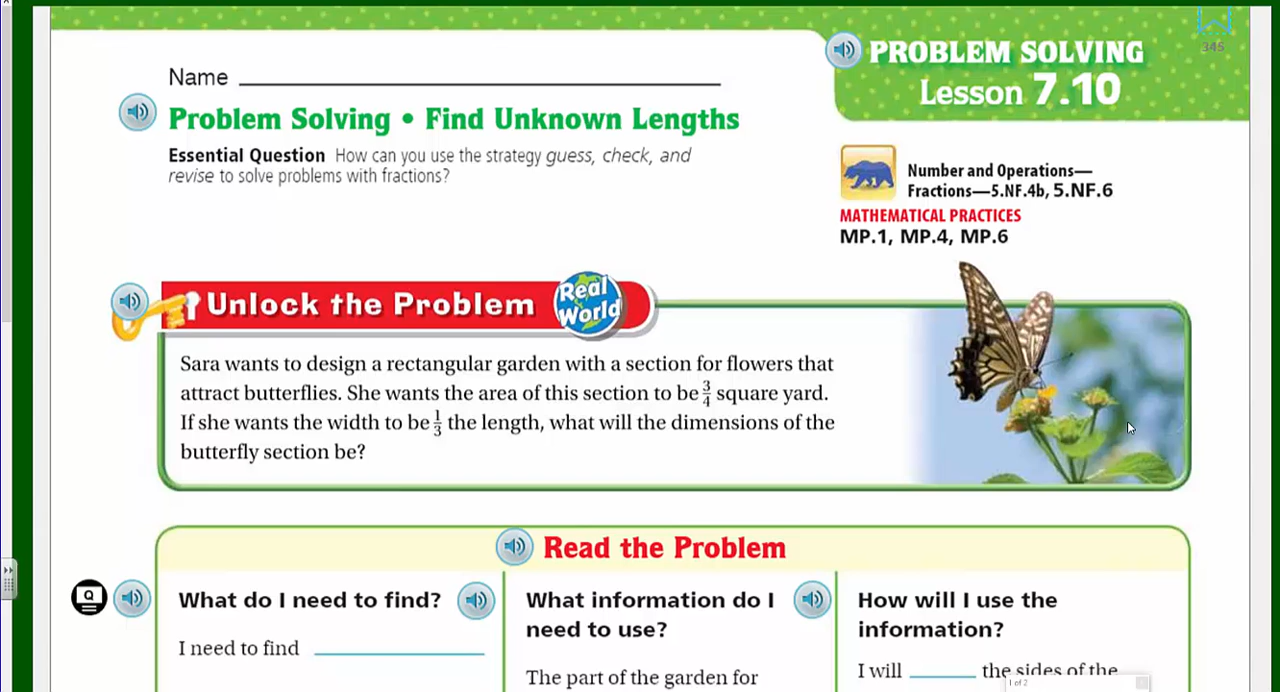 345
PROBLEM SOLVING
Lesson 7.10
Name
Problem Solving • Find Unknown Lengths
Essential Question How can you use the strategy guess, check, and
revise to solve problems with fractions?
Number and Operations—
Fractions—5.NF.4b, 5.NF.6
MATHEMATICAL PRACTICES
MP.1, MP.4, MP.6
Unlock the Problem
Real
World
Sara wants to design a rectangular garden with a section for flowers that
attract butterflies. She wants the area of this section to be 3/4 square yard.
If she wants the width to be 1/3 the length, what will the dimensions of the
butterfly section be?
Read the Problem
Q
What do I need to find?
I need to find
What information do I
need to use?
The part of the garden for
How will I use the
information?
I will ______ the sides of the
1 of 2